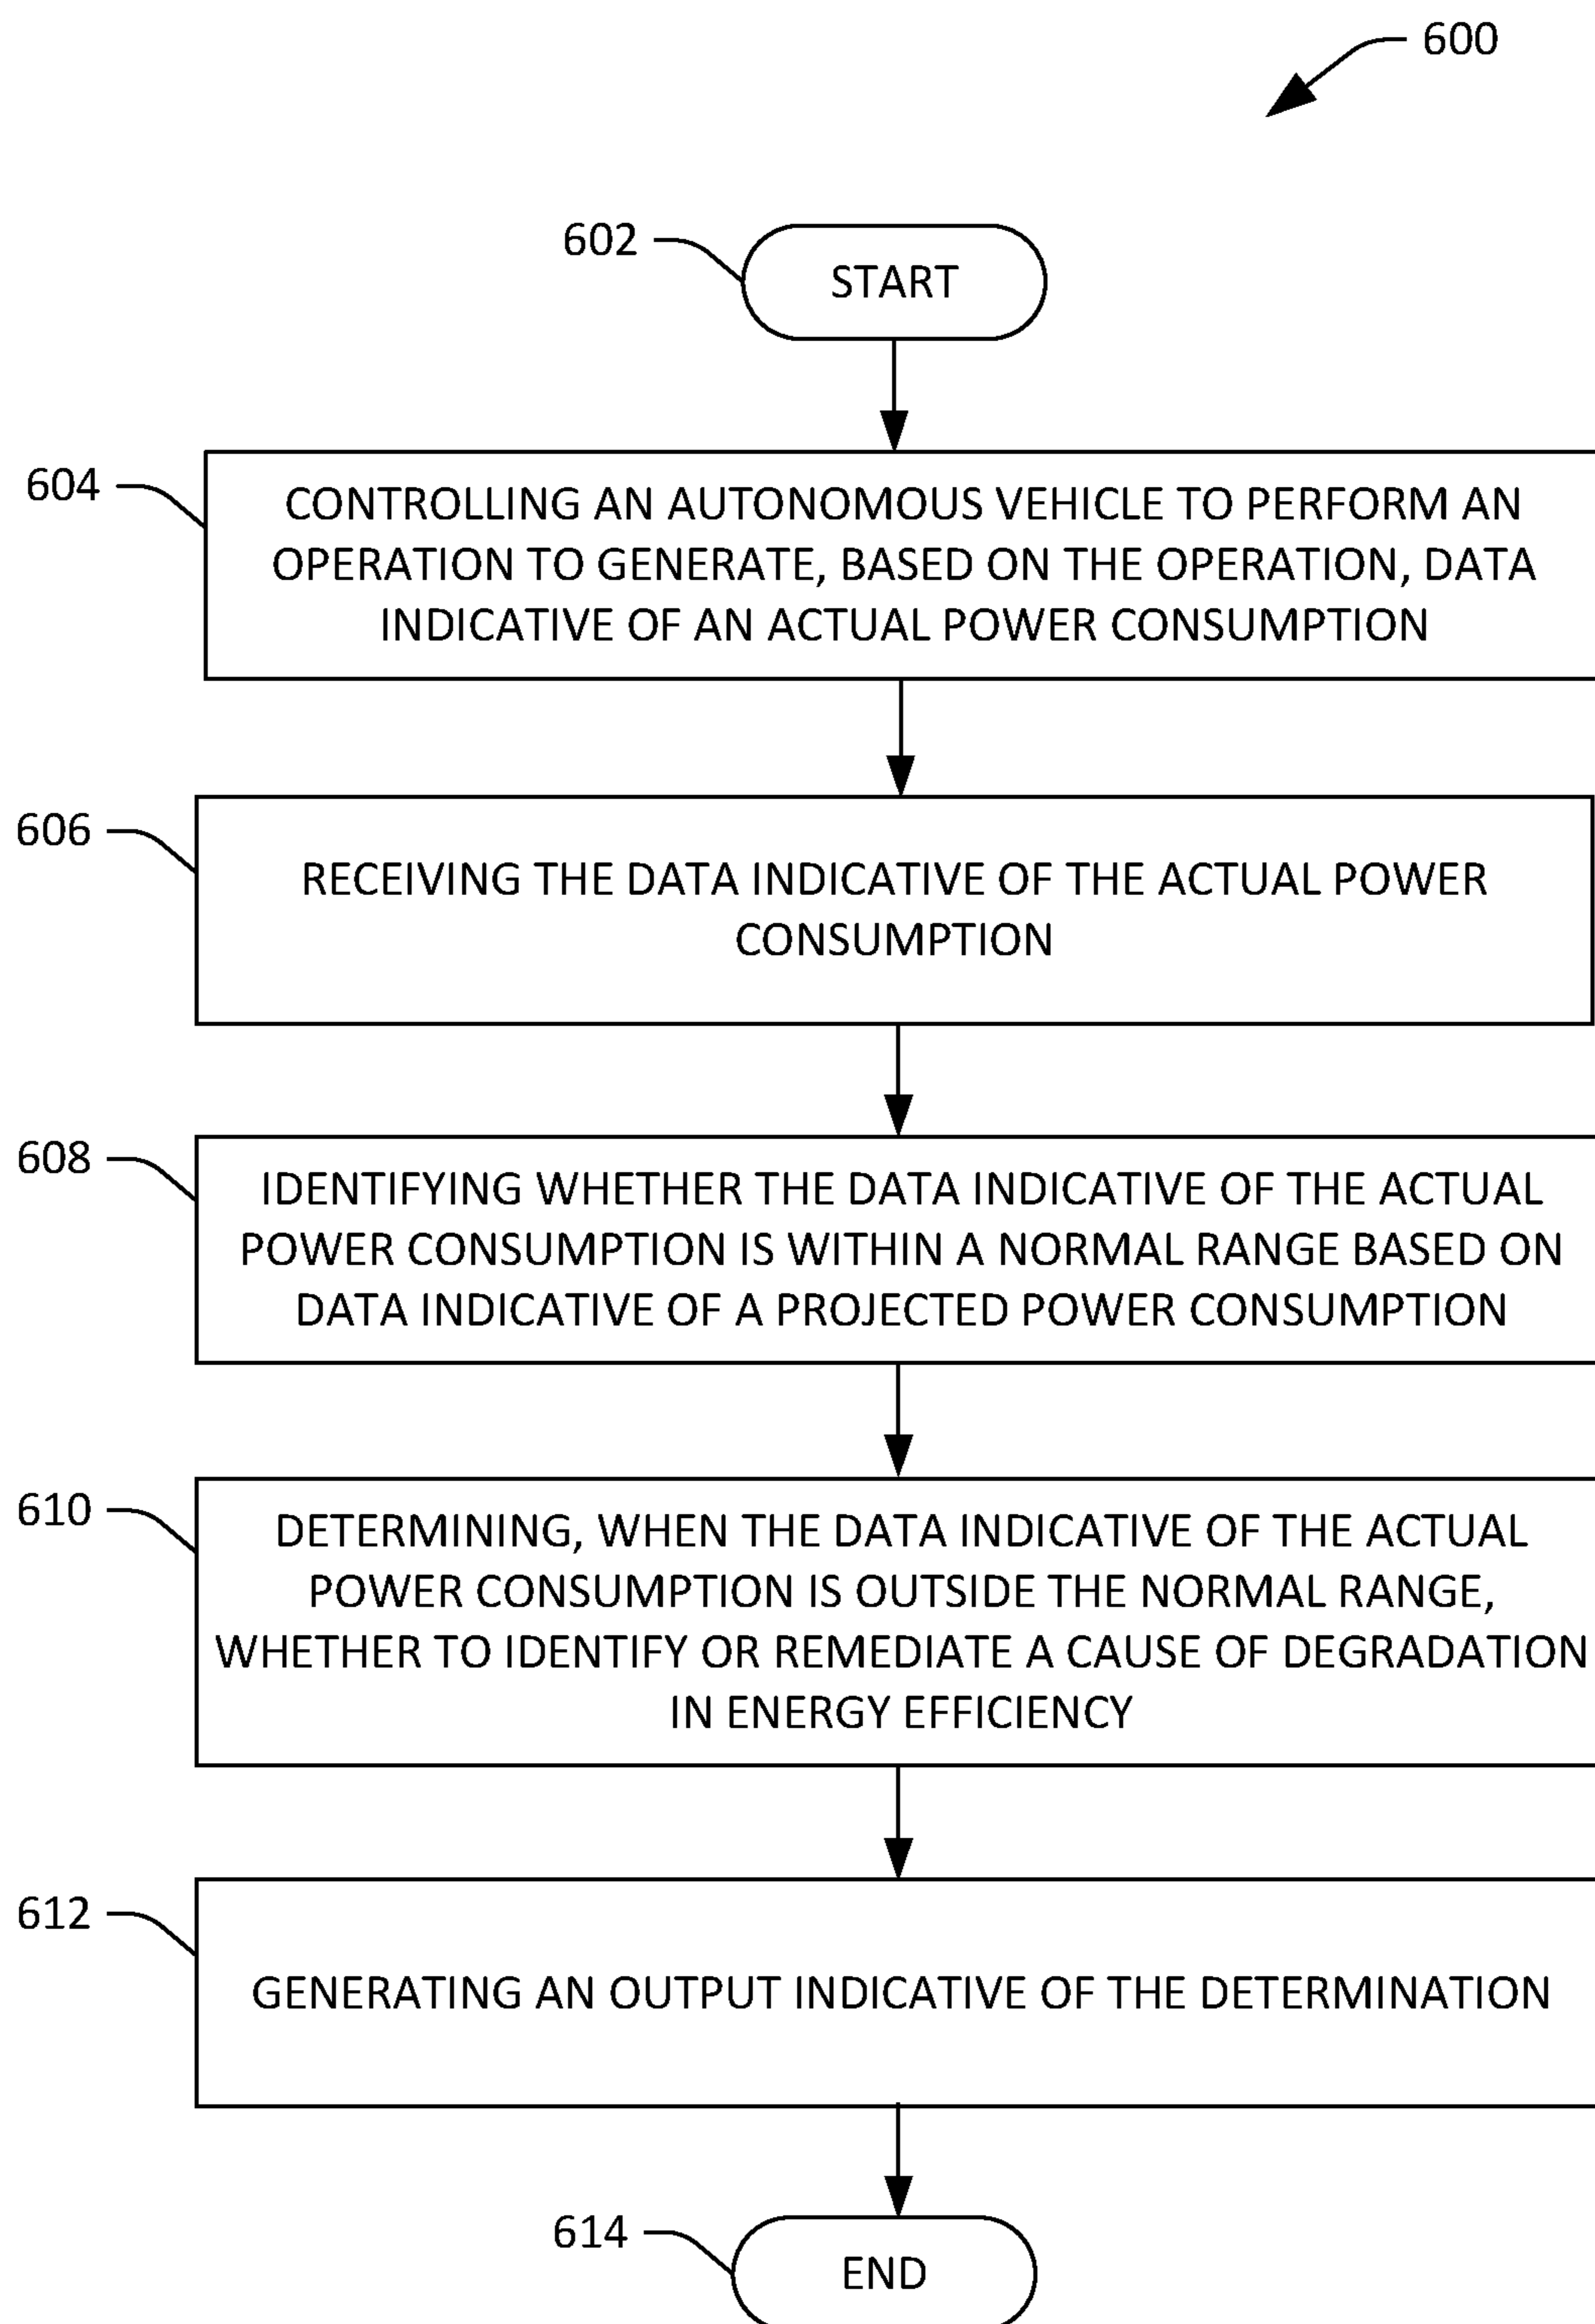 600
602
START
604
CONTROLLING AN AUTONOMOUS VEHICLE TO PERFORM AN
OPERATION TO GENERATE, BASED ON THE OPERATION, DATA
INDICATIVE OF AN ACTUAL POWER CONSUMPTION
606
RECEIVING THE DATA INDICATIVE OF THE ACTUAL POWER
CONSUMPTION
608
IDENTIFYING WHETHER THE DATA INDICATIVE OF THE ACTUAL
POWER CONSUMPTION IS WITHIN A NORMAL RANGE BASED ON
DATA INDICATIVE OF A PROJECTED POWER CONSUMPTION
610
DETERMINING, WHEN THE DATA INDICATIVE OF THE ACTUAL
POWER CONSUMPTION IS OUTSIDE THE NORMAL RANGE,
WHETHER TO IDENTIFY OR REMEDIATE A CAUSE OF DEGRADATION
IN ENERGY EFFICIENCY
612
GENERATING AN OUTPUT INDICATIVE OF THE DETERMINATION
614
END